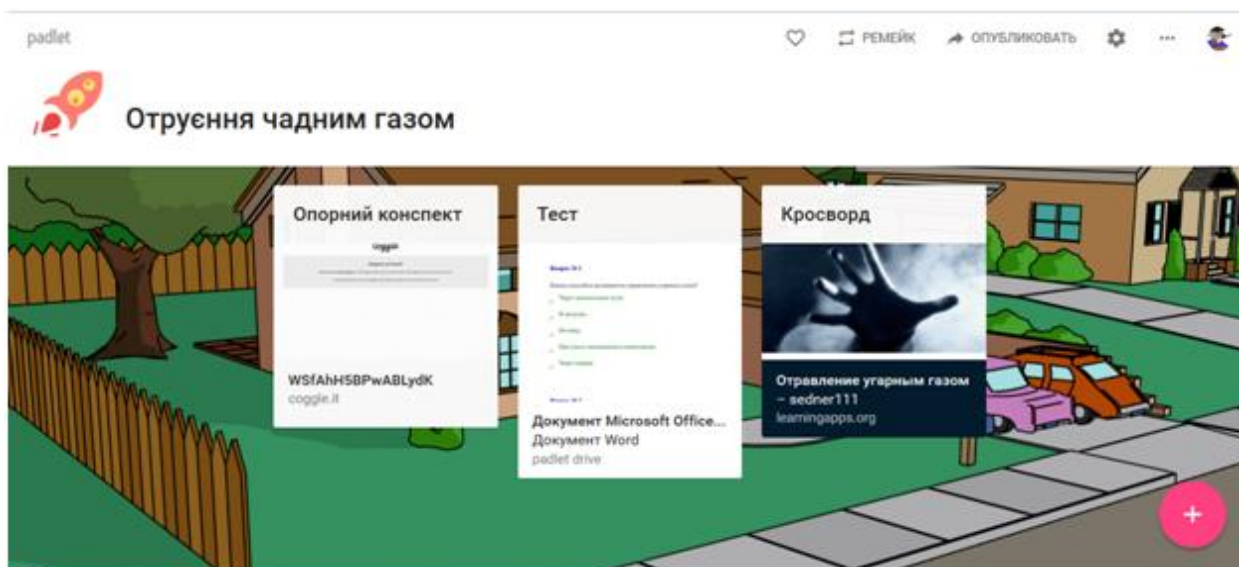 padlet
РЕМЕЙК
ОПУБЛИКОВАТЬ
Отруєння чадним газом
Опорний конспект
coggle
WSfAhH5BPwABLydK
coggle.it
Тест
Документ Microsoft Office...
Документ Word
padlet drive
Кросворд
Отравление угарным газом
– sedner111
learningapps.org